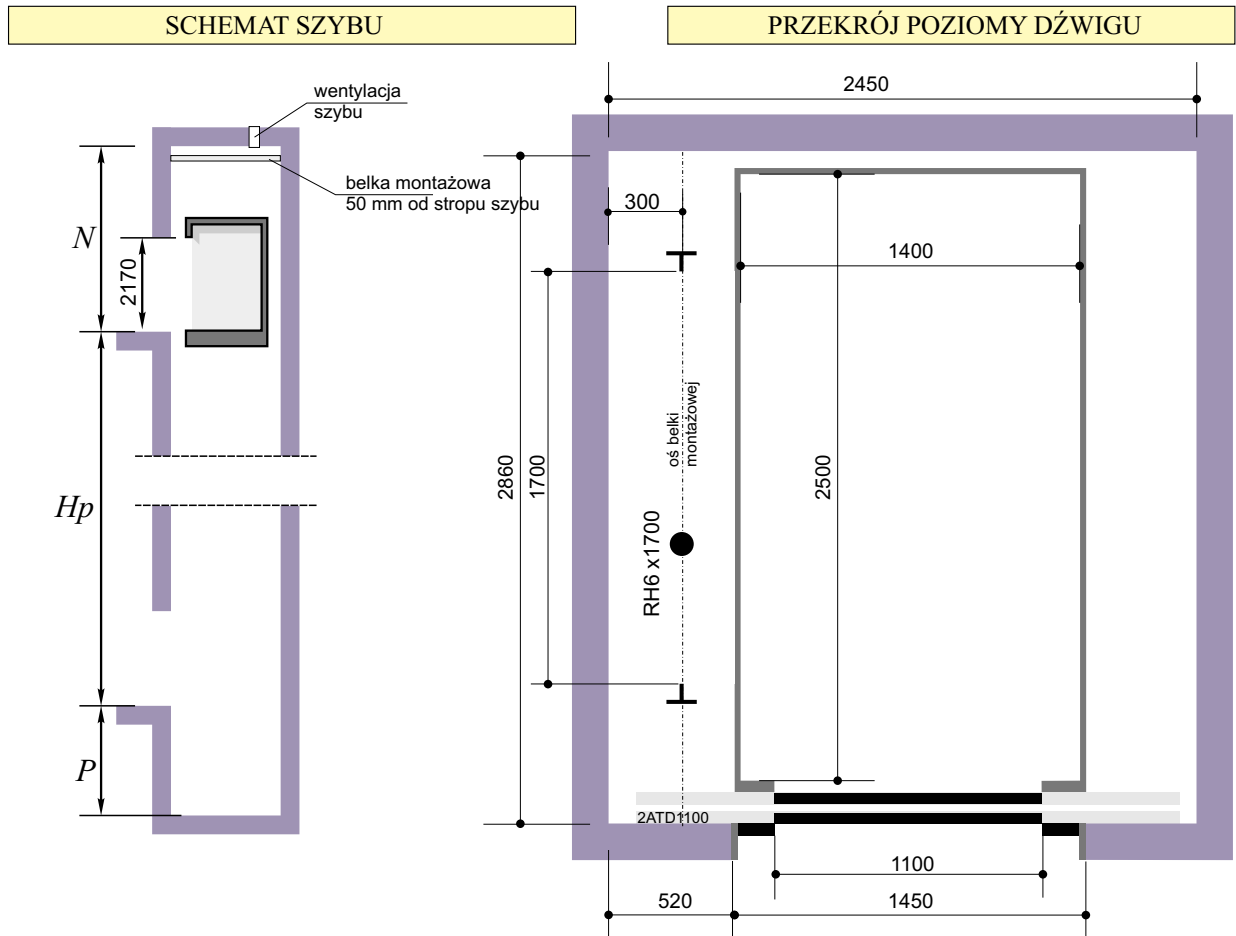 SCHEMAT SZYBU
PRZEKRÓJ POZIOMY DŹWIGU
wentylacja
szybu
belka montażowa
50 mm od stropu szybu
N
2170
Hp
P
2450
300
1400
oś belki
montażowej
2860
1700
2500
RH6 x1700
2ATD1100
1100
520
1450